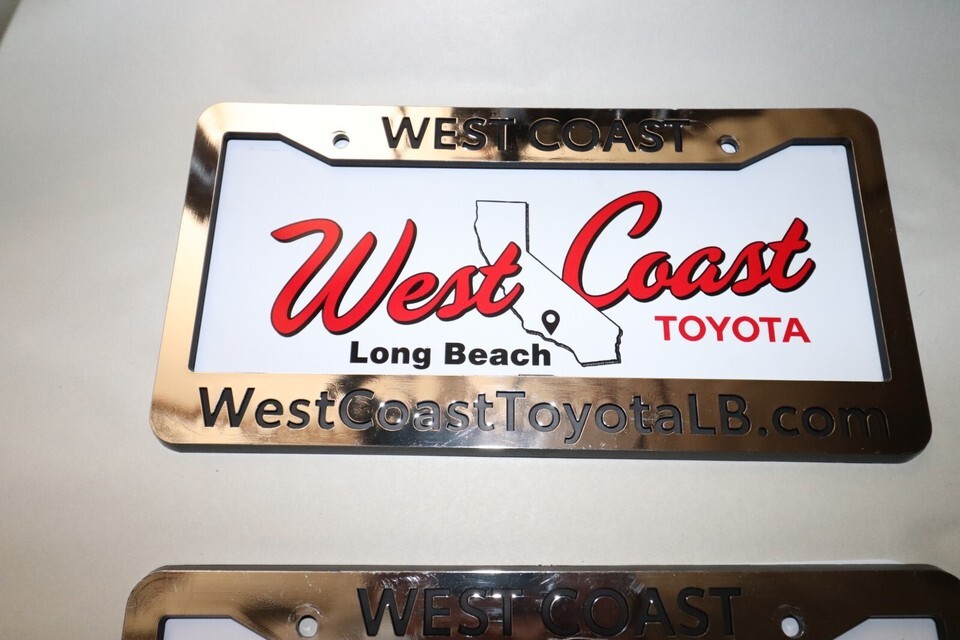 WEST COAST
West Coast
TOYOTA
Long Beach
WestCoastToyotaLB.com
WEST COAST